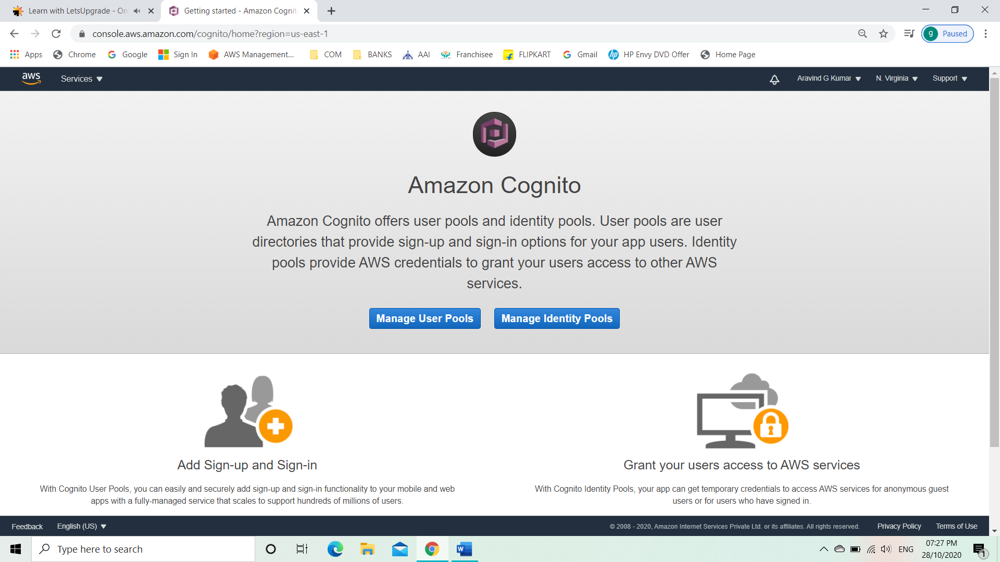 Learn with LetsUpgrade - On
Getting started - Amazon Cognit
console.aws.amazon.com/cognito/home?region=us-east-1
g Paused
Apps Chrome Google Sign In AWS Management... COM BANKS AAI Franchisee FLIPKART Gmail HP Envy DVD Offer Home Page
aws Services Aravind G Kumar N. Virginia Support
Amazon Cognito
Amazon Cognito offers user pools and identity pools. User pools are user
directories that provide sign-up and sign-in options for your app users. Identity
pools provide AWS credentials to grant your users access to other AWS
services.
Manage User Pools Manage Identity Pools
Add Sign-up and Sign-in
With Cognito User Pools, you can easily and securely add sign-up and sign-in functionality to your mobile and web
apps with a fully-managed service that scales to support hundreds of millions of users.
Grant your users access to AWS services
With Cognito Identity Pools, your app can get temporary credentials to access AWS services for anonymous guest
users or for users who have signed in.
Feedback English (US) © 2008 - 2020, Amazon Internet Services Private Ltd. or its affiliates. All rights reserved. Privacy Policy Terms of Use
Type here to search
W
ENG
07:27 PM
28/10/2020
1